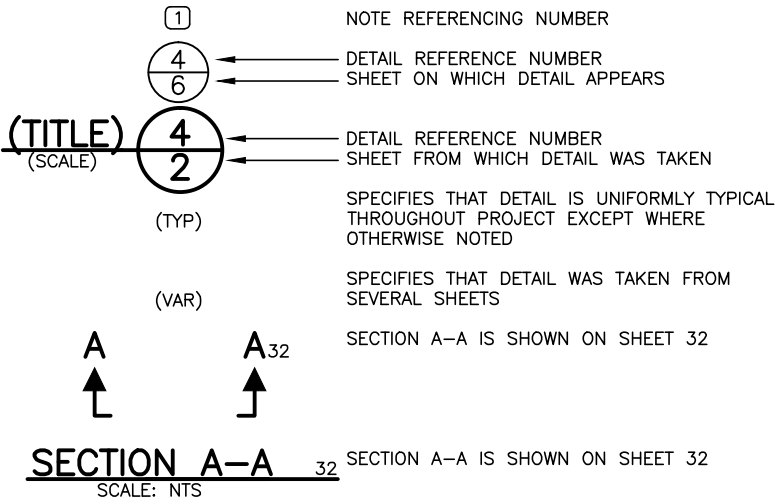 1 NOTE REFERENCING NUMBER
4 DETAIL REFERENCE NUMBER
6 SHEET ON WHICH DETAIL APPEARS
(TITLE) 4 DETAIL REFERENCE NUMBER
(SCALE) 2 SHEET FROM WHICH DETAIL WAS TAKEN
(TYP) SPECIFIES THAT DETAIL IS UNIFORMLY TYPICAL
THROUGHOUT PROJECT EXCEPT WHERE
OTHERWISE NOTED
(VAR) SPECIFIES THAT DETAIL WAS TAKEN FROM
SEVERAL SHEETS
A A 32 SECTION A-A IS SHOWN ON SHEET 32
SECTION A-A 32 SECTION A-A IS SHOWN ON SHEET 32
SCALE: NTS